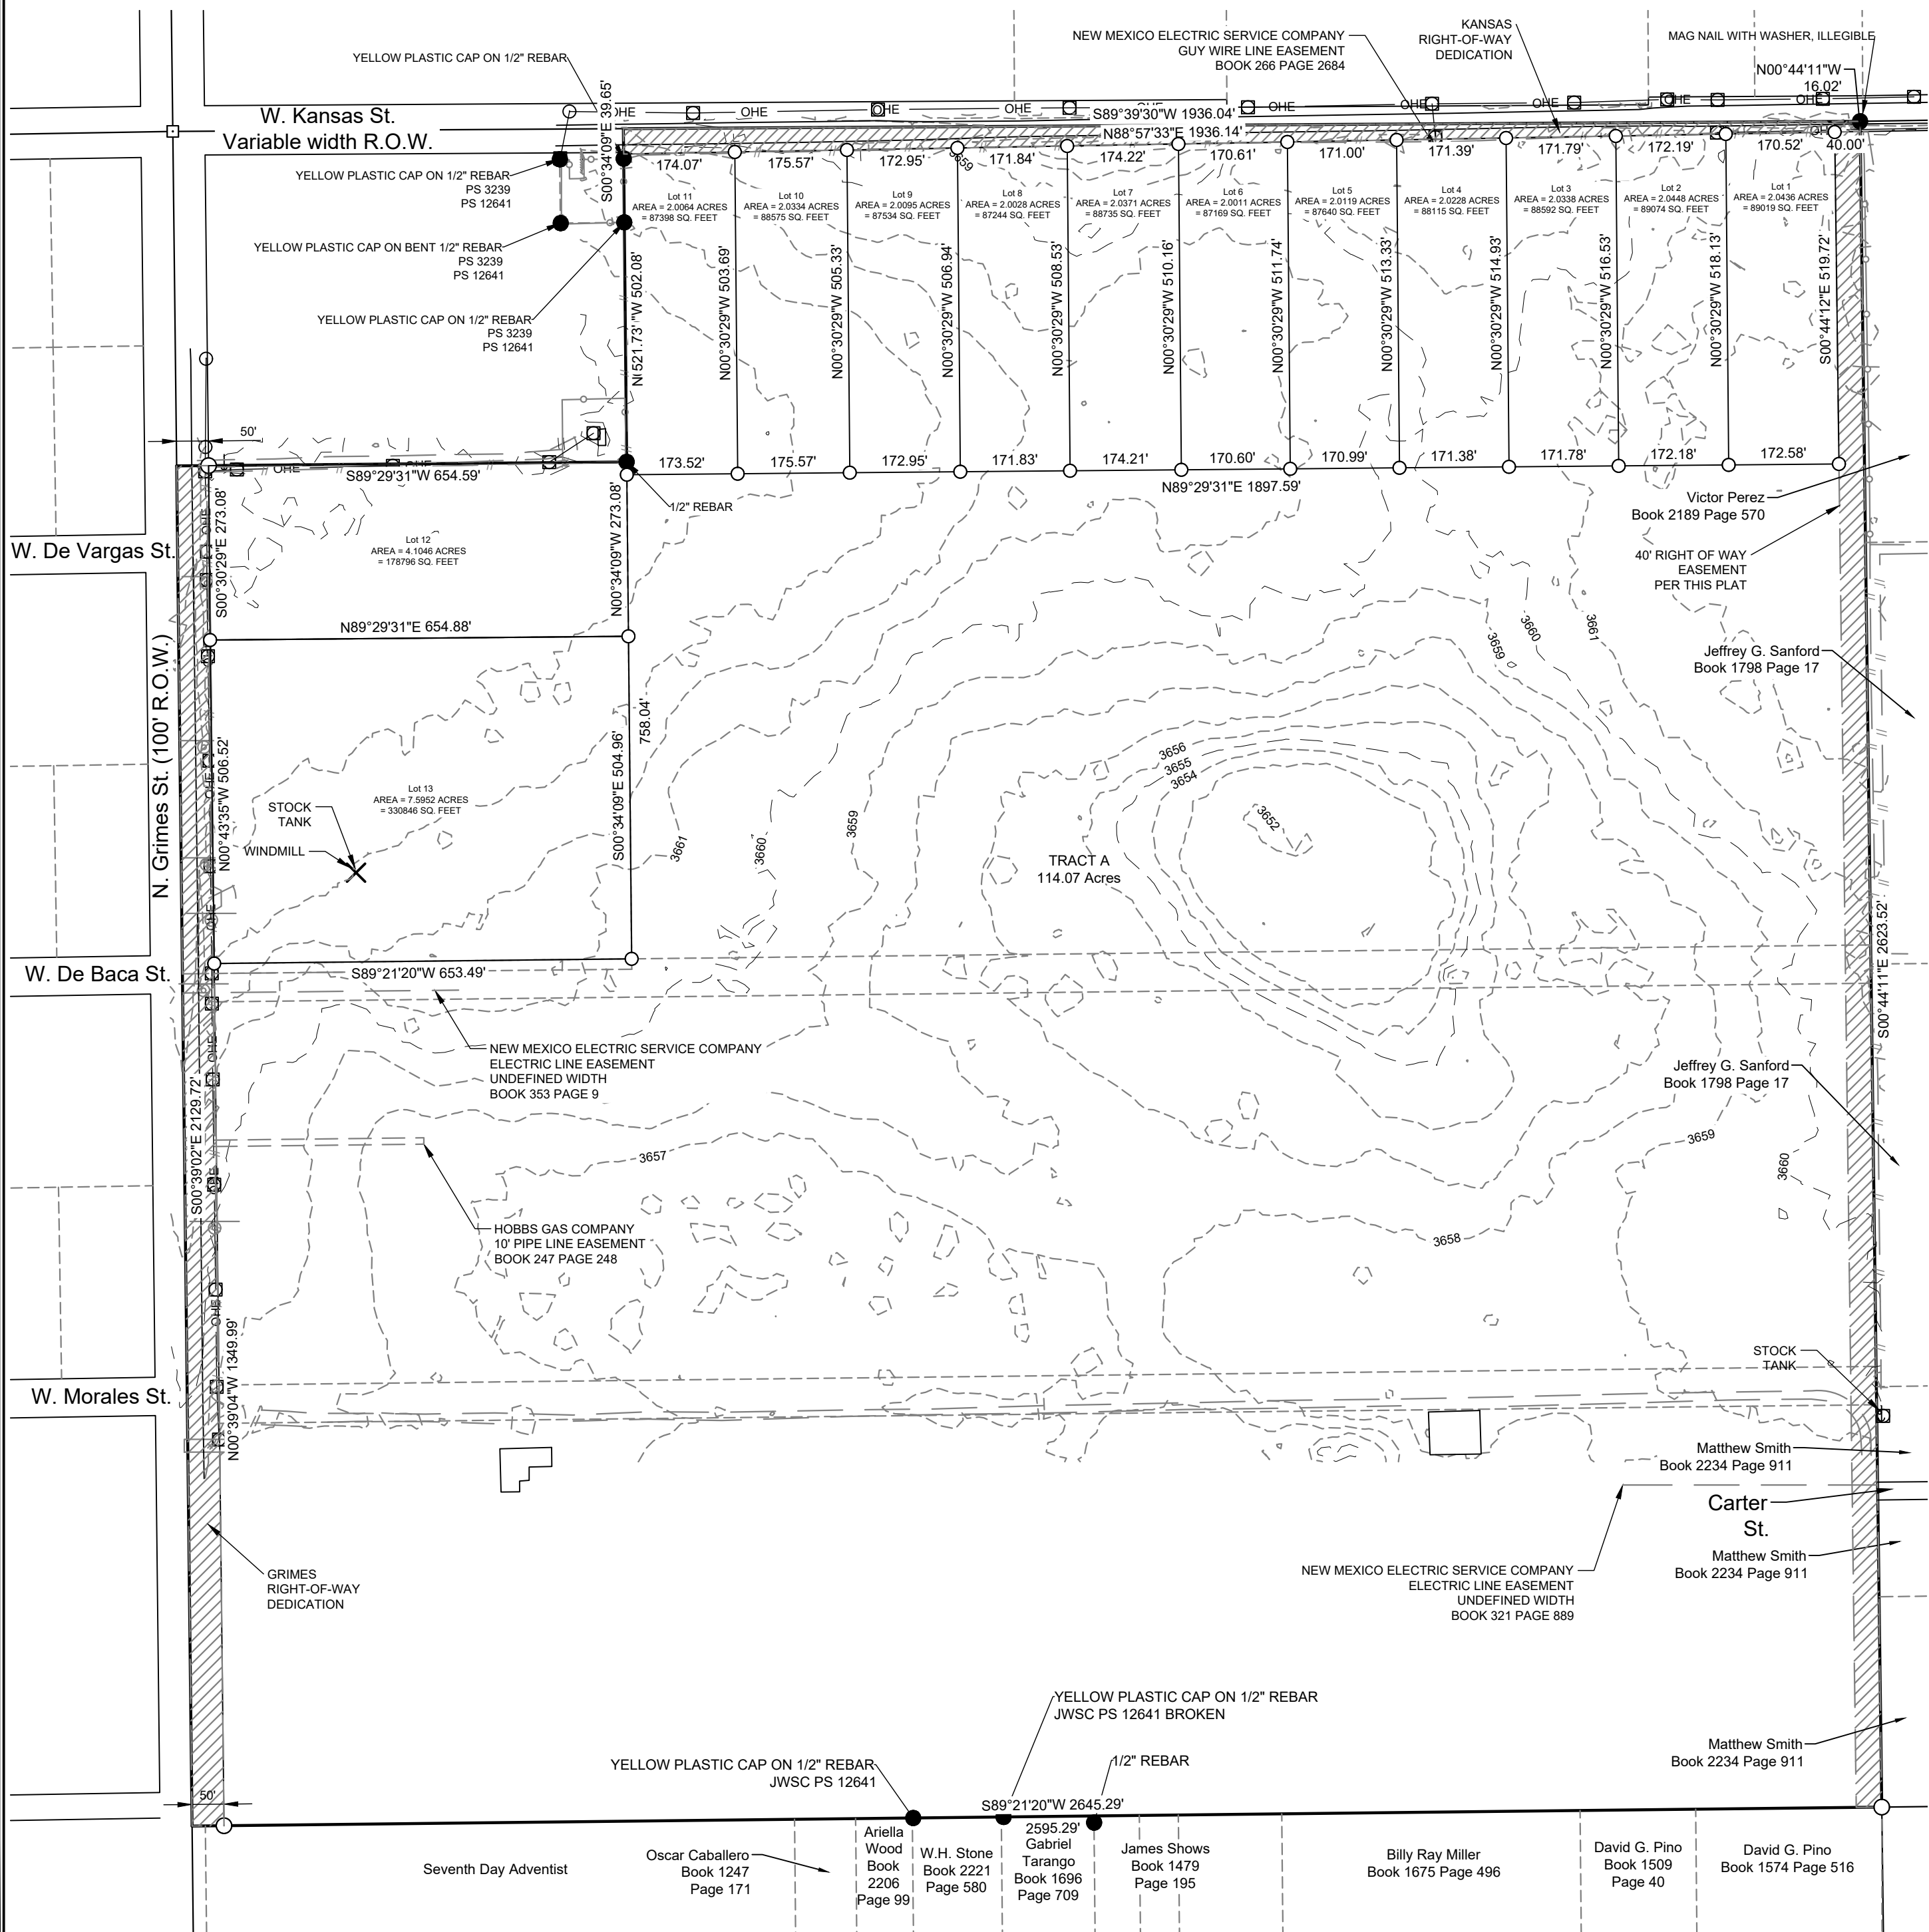 YELLOW PLASTIC CAP ON 1/2" REBAR
NEW MEXICO ELECTRIC SERVICE COMPANY
GUY WIRE LINE EASEMENT
BOOK 266 PAGE 2684
KANSAS
RIGHT-OF-WAY
DEDICATION
MAG NAIL WITH WASHER, ILLEGIBLE
N00°44'11"W
16.02'
W. Kansas St.
Variable width R.O.W.
S00°34'09"E 39.65'
OHE
OHE
OHE
OHE
OHE
OHE
OHE
OHE
S89°39'30"W 1936.04'
N88°57'33"E 1936.14'
174.07'
175.57'
172.95'
3659
171.84'
174.22'
170.61'
171.00'
171.39'
171.79'
172.19'
170.52'
40.00'
YELLOW PLASTIC CAP ON 1/2" REBAR
PS 3239
PS 12641
YELLOW PLASTIC CAP ON BENT 1/2" REBAR
PS 3239
PS 12641
YELLOW PLASTIC CAP ON 1/2" REBAR
PS 3239
PS 12641
Lot 11
AREA = 2.0064 ACRES
= 87398 SQ. FEET
Lot 10
AREA = 2.0334 ACRES
= 88575 SQ. FEET
Lot 9
AREA = 2.0095 ACRES
= 87534 SQ. FEET
Lot 8
AREA = 2.0028 ACRES
= 87244 SQ. FEET
Lot 7
AREA = 2.0371 ACRES
= 88735 SQ. FEET
Lot 6
AREA = 2.0011 ACRES
= 87169 SQ. FEET
Lot 5
AREA = 2.0119 ACRES
= 87640 SQ. FEET
Lot 4
AREA = 2.0228 ACRES
= 88115 SQ. FEET
Lot 3
AREA = 2.0338 ACRES
= 88592 SQ. FEET
Lot 2
AREA = 2.0448 ACRES
= 89074 SQ. FEET
Lot 1
AREA = 2.0436 ACRES
= 89019 SQ. FEET
521.73'
"W 502.08'
N00°30'29"W 503.69'
N00°30'29"W 505.33'
N00°30'29"W 506.94'
N00°30'29"W 508.53'
N00°30'29"W 510.16'
N00°30'29"W 511.74'
N00°30'29"W 513.33'
N00°30'29"W 514.93'
N00°30'29"W 516.53'
N00°30'29"W 518.13'
S00°44'12"E 519.72'
50'
OHE
S89°29'31"W 654.59'
1/2" REBAR
173.52'
175.57'
172.95'
171.83'
174.21'
170.60'
170.99'
171.38'
171.78'
172.18'
172.58'
N89°29'31"E 1897.59'
Victor Perez
Book 2189 Page 570
40' RIGHT OF WAY
EASEMENT
PER THIS PLAT
W. De Vargas St.
OHE
S00°30'29"E 273.08'
Lot 12
AREA = 4.1046 ACRES
= 178796 SQ. FEET
N00°34'09"W 273.08'
N89°29'31"E 654.88'
3659
3660
3661
Jeffrey G. Sanford
Book 1798 Page 17
N. Grimes St. (100' R.O.W.)
N00°43'35"W 506.52'
OHE
Lot 13
AREA = 7.5952 ACRES
= 330846 SQ. FEET
STOCK
TANK
WINDMILL
S00°34'09"E 504.96'
758.04'
3661
3660
3659
3656
3655
3654
3652
TRACT A
114.07 Acres
S00°44'11"E 2623.52'
OHE
W. De Baca St.
S89°21'20"W 653.49'
NEW MEXICO ELECTRIC SERVICE COMPANY
ELECTRIC LINE EASEMENT
UNDEFINED WIDTH
BOOK 353 PAGE 9
OHE
Jeffrey G. Sanford
Book 1798 Page 17
S00°39'02"E 2129.72'
3657
3659
3660
HOBBS GAS COMPANY
10' PIPE LINE EASEMENT
BOOK 247 PAGE 248
3658
OHE
N00°39'04"W 1349.99'
STOCK
TANK
W. Morales St.
Matthew Smith
Book 2234 Page 911
Carter
St.
GRIMES
RIGHT-OF-WAY
DEDICATION
NEW MEXICO ELECTRIC SERVICE COMPANY
ELECTRIC LINE EASEMENT
UNDEFINED WIDTH
BOOK 321 PAGE 889
Matthew Smith
Book 2234 Page 911
YELLOW PLASTIC CAP ON 1/2" REBAR
JWSC PS 12641 BROKEN
YELLOW PLASTIC CAP ON 1/2" REBAR
JWSC PS 12641
1/2" REBAR
Matthew Smith
Book 2234 Page 911
50'
S89°21'20"W 2645.29'
2595.29'
Seventh Day Adventist
Oscar Caballero
Book 1247
Page 171
Ariella
Wood
Book
2206
Page 99
W.H. Stone
Book 2221
Page 580
Gabriel
Tarango
Book 1696
Page 709
James Shows
Book 1479
Page 195
Billy Ray Miller
Book 1675 Page 496
David G. Pino
Book 1509
Page 40
David G. Pino
Book 1574 Page 516